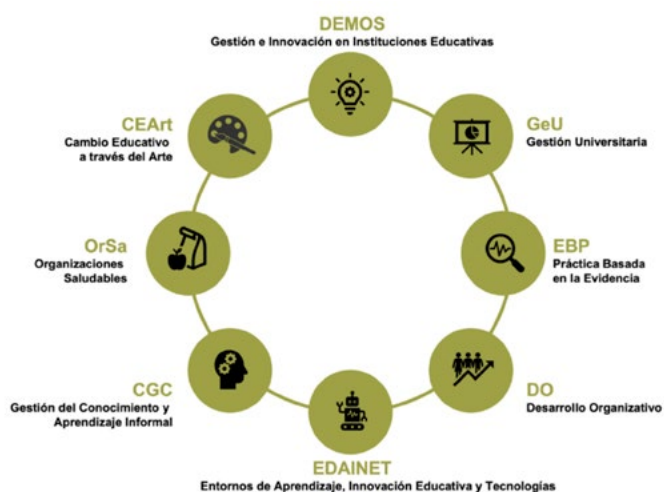 DEMOS
Gestión e Innovación en Instituciones Educativas
CEArt
Cambio Educativo
a través del Arte
GeU
Gestión Universitaria
OrSa
Organizaciones
Saludables
EBP
Práctica Basada
en la Evidencia
CGC
Gestión del Conocimiento y
Aprendizaje Informal
DO
Desarrollo Organizativo
EDAINET
Entornos de Aprendizaje, Innovación Educativa y Tecnologías